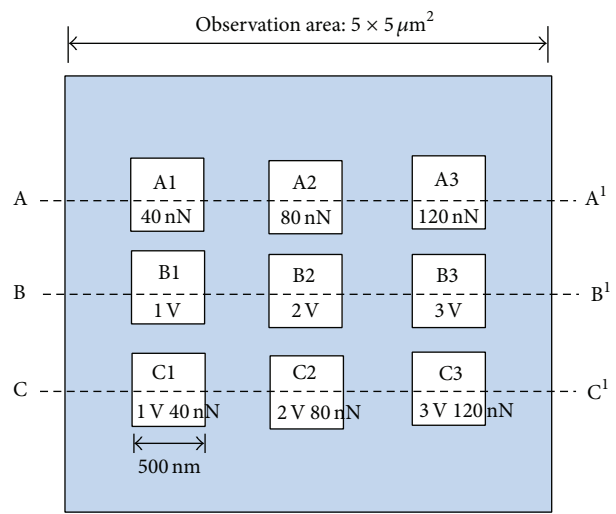 Observation area: 5 × 5 μm²
A1 A2 A3
A A¹
40 nN 80 nN 120 nN
B1 B2 B3
B B¹
1 V 2 V 3 V
C1 C2 C3
C C¹
1 V 40 nN 2 V 80 nN 3 V 120 nN
500 nm